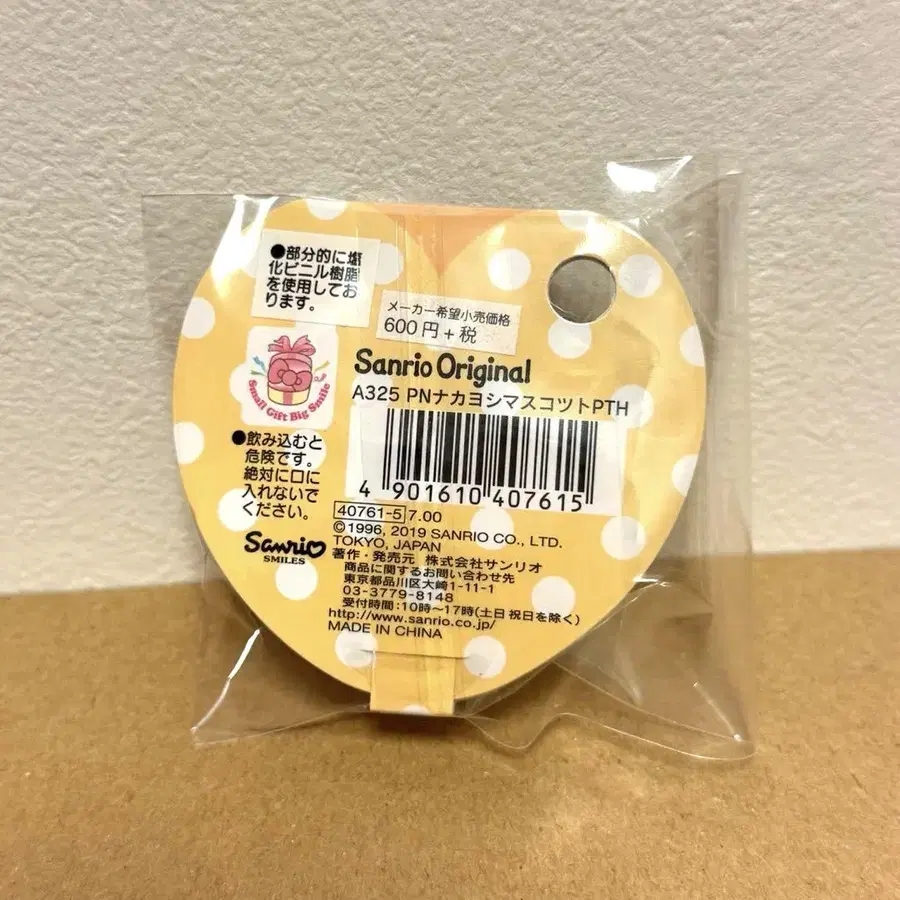 ●部分的に塩
化ビニル樹脂
を使用してお
ります。
メーカー希望小売価格
600円+税
Small Gift Big Smile
Sanrio Original
A325 PNナカヨシマスコツトPTH
4 901610 407615
●飲み込むと
危険です。
絶対に口に
入れないで
ください。
Sanrio
SMILES
40761-5 7.00
©1996, 2019 SANRIO CO., LTD.
TOKYO, JAPAN
著作・発売元 株式会社サンリオ
商品に関するお問い合わせ先
東京都品川区大崎1-11-1
03-3779-8148
受付時間:10時〜17時(土日祝日を除く)
http://www.sanrio.co.jp/
MADE IN CHINA